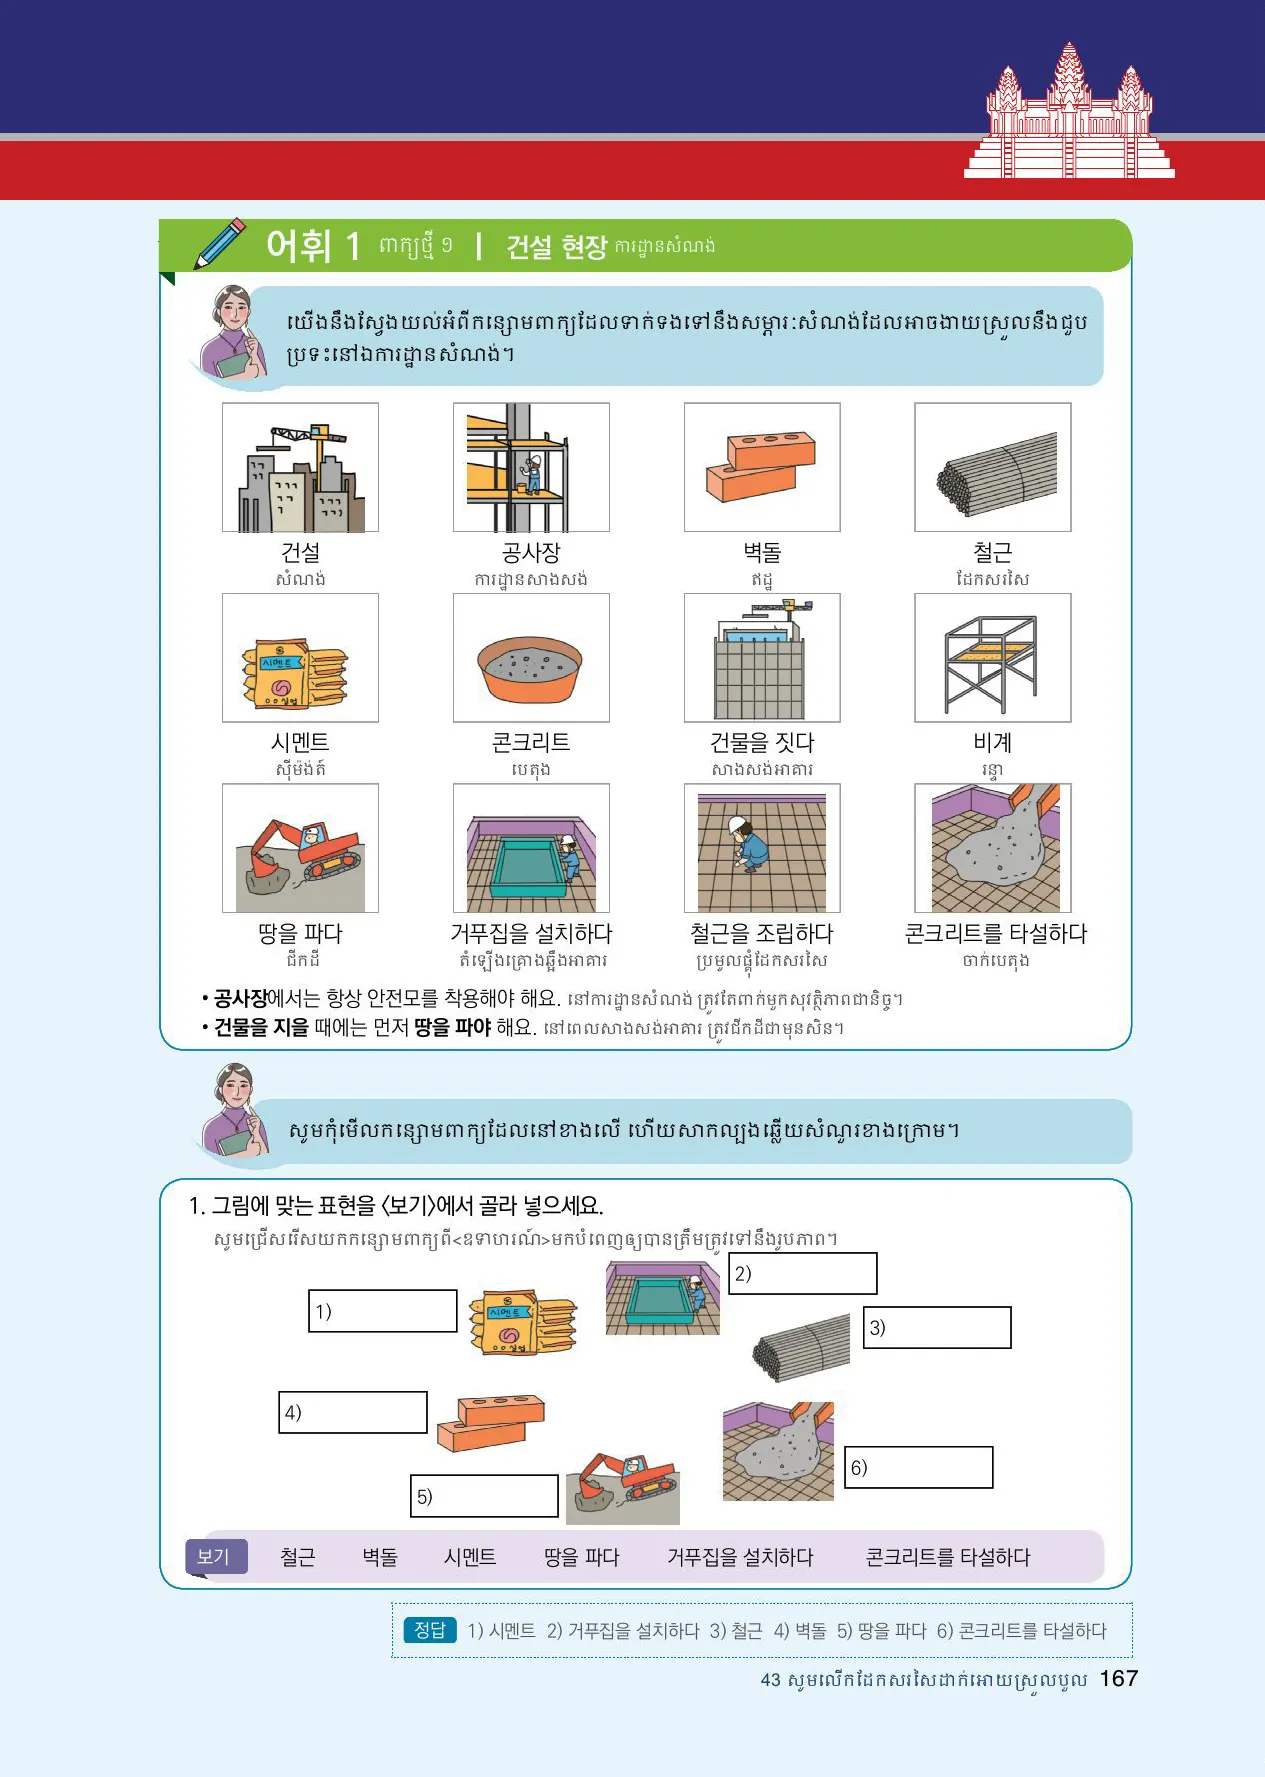 어휘 1 ពាក្យថ្មី ១ | 건설 현장 ការដ្ឋានសំណង់
យើងនឹងស្វែងយល់អំពីកន្សោមពាក្យដែលទាក់ទងទៅនឹងសម្ភារៈសំណង់ដែលអាចងាយស្រួលនឹងជួប
ប្រទះនៅឯការដ្ឋានសំណង់។
건설 공사장 벽돌 철근
សំណង់ ការដ្ឋានសាងសង់ ឥដ្ឋ ដែកសរសៃ
시멘트
○○실업
시멘트 콘크리트 건물을 짓다 비계
ស៊ីម៉ង់ត៍ បេតុង សាងសង់អាគារ រន្ទា
땅을 파다 거푸집을 설치하다 철근을 조립하다 콘크리트를 타설하다
ជីកដី តំឡើងគ្រោងឆ្អឹងអាគារ ប្រមូលផ្គុំដែកសរសៃ ចាក់បេតុង
• 공사장에서는 항상 안전모를 착용해야 해요. នៅការដ្ឋានសំណង់ ត្រូវតែពាក់មួកសុវត្ថិភាពជានិច្ច។
• 건물을 지을 때에는 먼저 땅을 파야 해요. នៅពេលសាងសង់អាគារ ត្រូវជីកដីជាមុនសិន។
សូមកុំមើលកន្សោមពាក្យដែលនៅខាងលើ ហើយសាកល្បងឆ្លើយសំណួរខាងក្រោម។
1. 그림에 맞는 표현을 〈보기〉에서 골라 넣으세요.
សូមជ្រើសរើសយកកន្សោមពាក្យពី<ឧទាហរណ៍>មកបំពេញឲ្យបានត្រឹមត្រូវទៅនឹងរូបភាព។
2)
1)
시멘트
○○실업
3)
4)
6)
5)
보기 철근 벽돌 시멘트 땅을 파다 거푸집을 설치하다 콘크리트를 타설하다
정답 1) 시멘트 2) 거푸집을 설치하다 3) 철근 4) 벽돌 5) 땅을 파다 6) 콘크리트를 타설하다
43 សូមលើកដែកសរសៃដាក់អោយស្រួលបួល 167